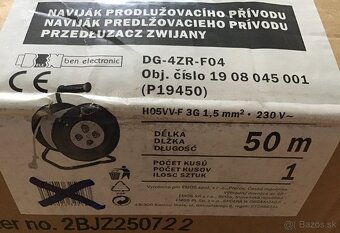 NAVIJÁK PRODLUŽOVACÍHO PŘÍVODU
NAVIJÁK PREDLŽOVACIEHO PRÍVODU
PRZEDŁUŻACZ ZWIJANY
ben electronic
DG-4ZR-F04
Obj. číslo 19 08 045 001
(P19450)
H05VV-F 3G 1,5 mm² • 230 V~
DÉLKA
DĹŽKA
DŁUGOŚĆ
50 m
POČET KUSŮ
POČET KUSOV
ILOŚĆ SZTUK
1
er no. 2BJZ250722
bazos.sk